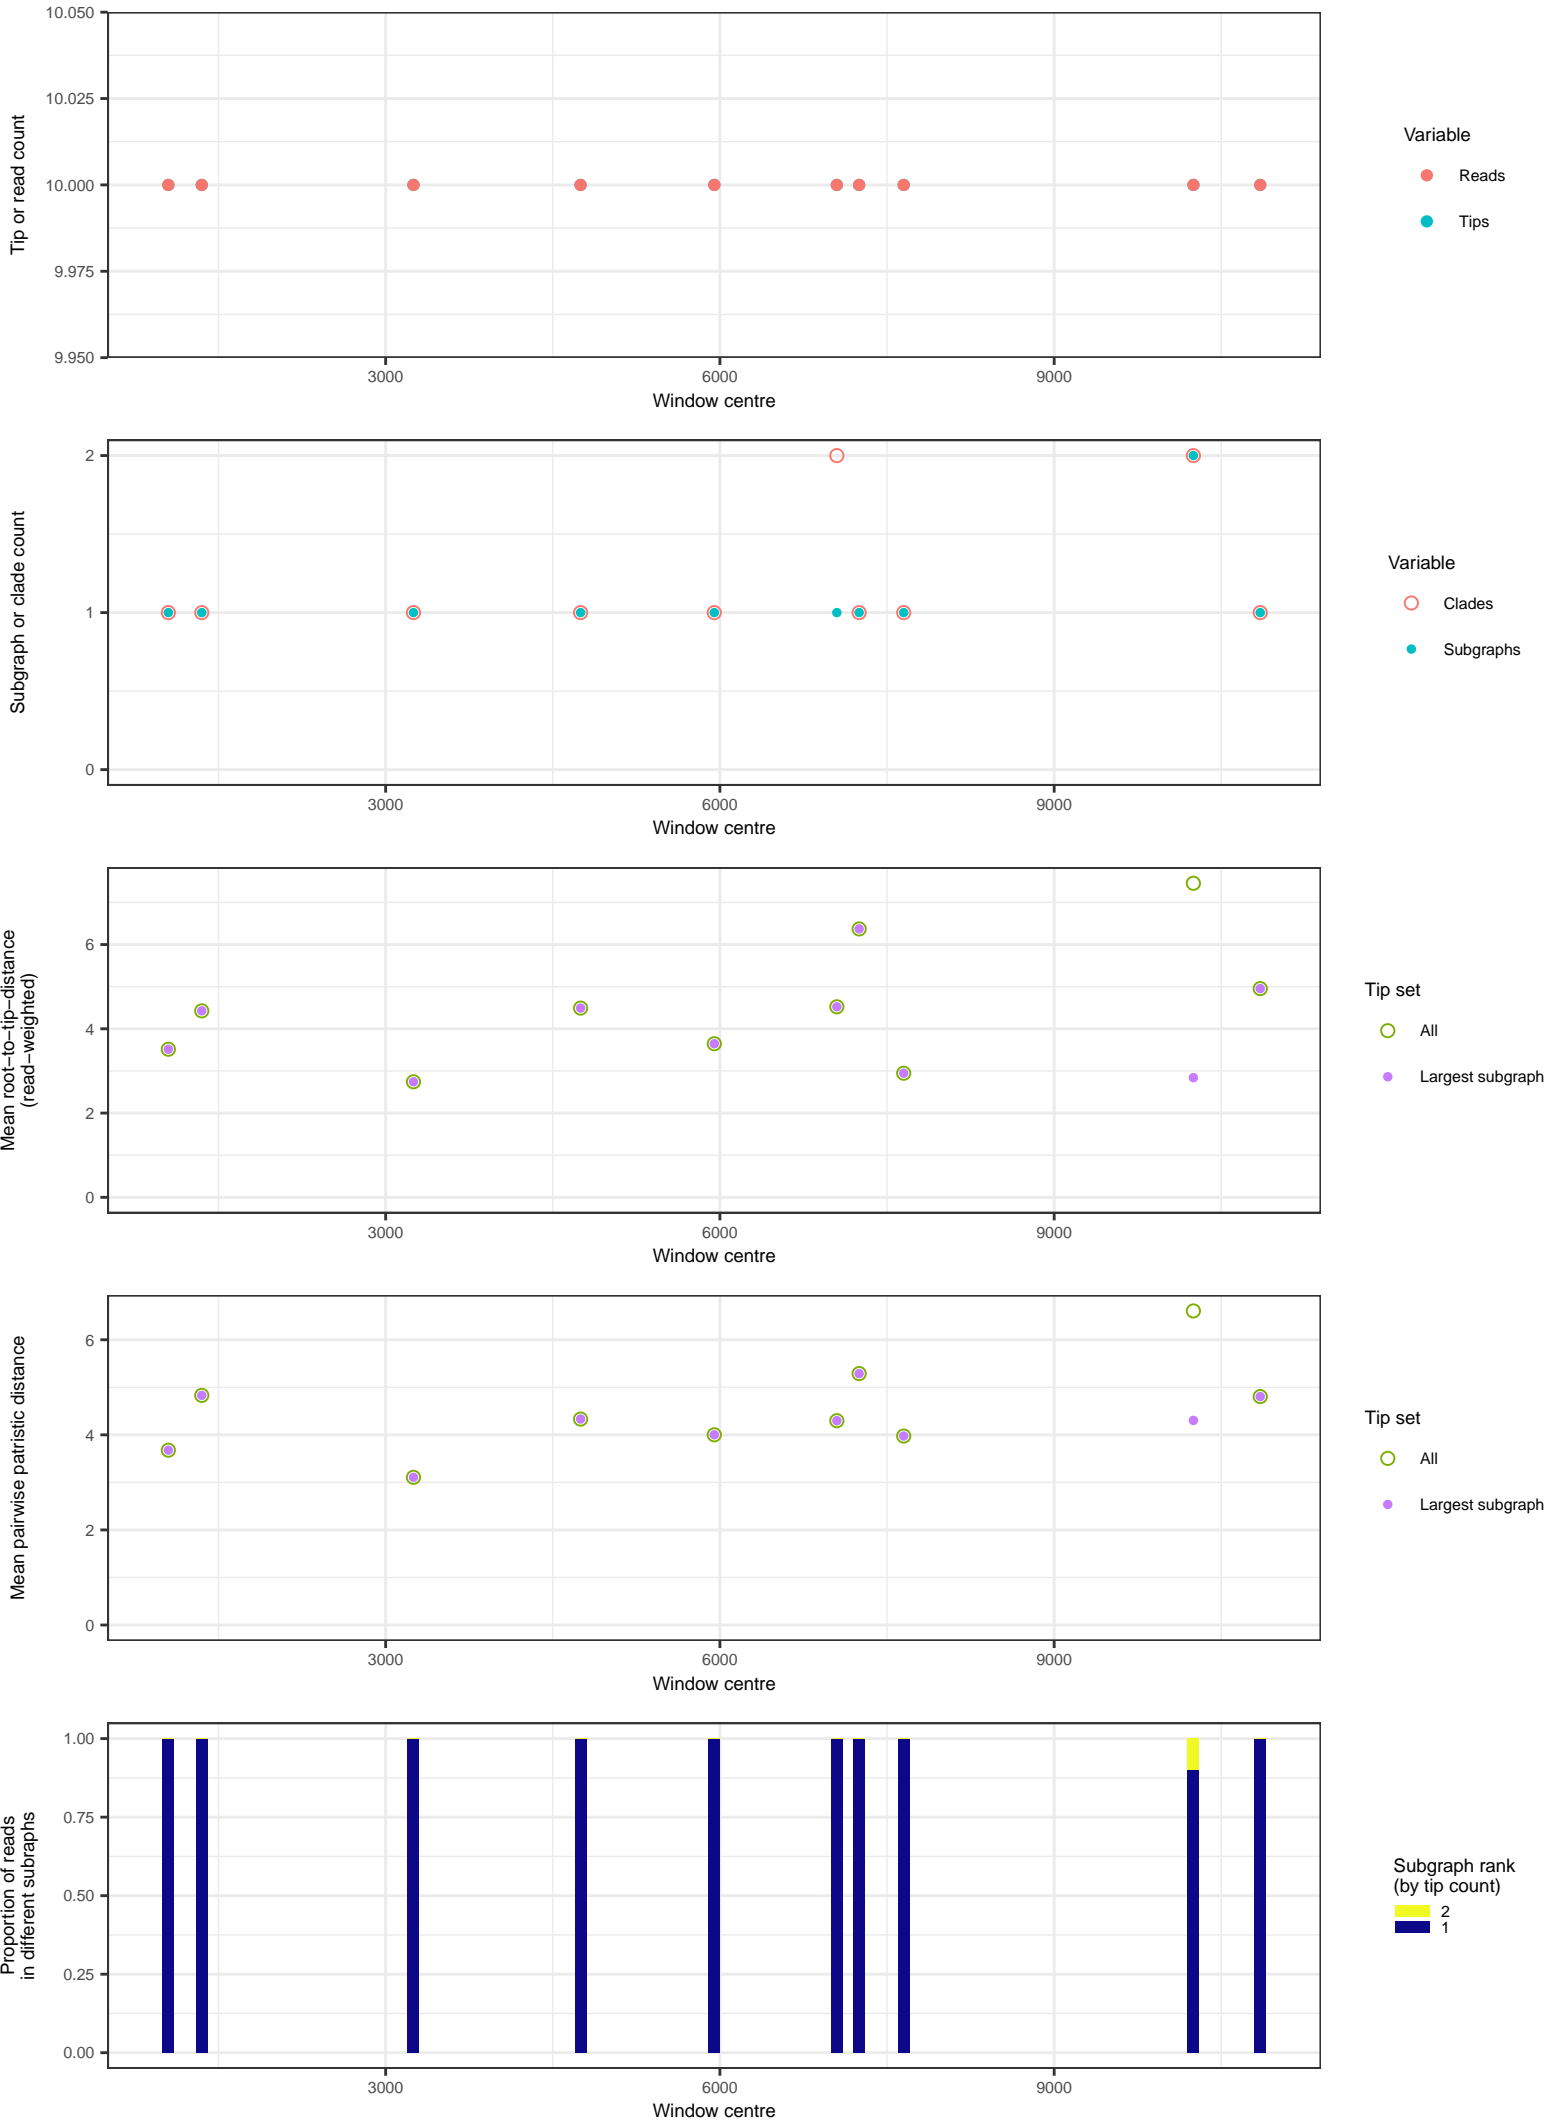 10.050
10.025
10.000
9.975
9.950
Tip or read count
3000 6000 9000
Window centre
Variable
Reads
Tips
2
1
0
Subgraph or clade count
3000 6000 9000
Window centre
Variable
Clades
Subgraphs
6
4
2
0
Mean root−to−tip−distance
(read−weighted)
3000 6000 9000
Window centre
Tip set
All
Largest subgraph
6
4
2
0
Mean pairwise patristic distance
3000 6000 9000
Window centre
Tip set
All
Largest subgraph
1.00
0.75
0.50
0.25
0.00
Proportion of reads
in different subraphs
3000 6000 9000
Window centre
Subgraph rank
(by tip count)
2
1